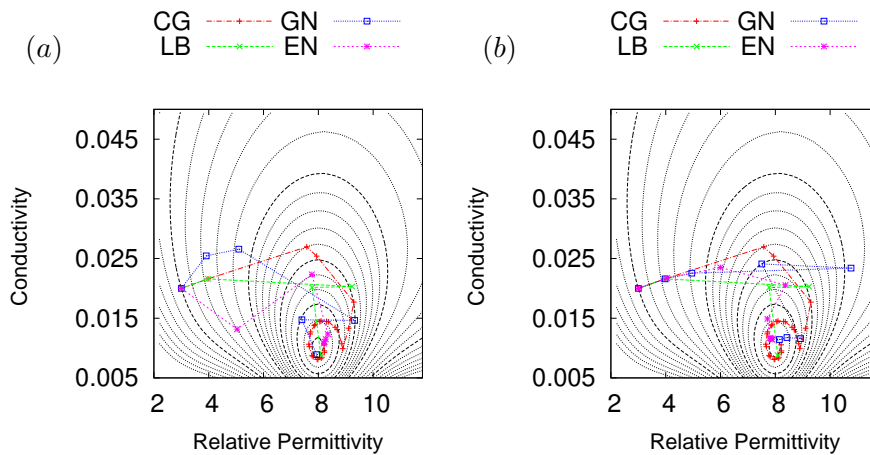 (a)
CG GN
LB EN
0.045
0.035
0.025
0.015
0.005
Conductivity
2 4 6 8 10
Relative Permittivity
(b)
CG GN
LB EN
0.045
0.035
0.025
0.015
0.005
Conductivity
2 4 6 8 10
Relative Permittivity